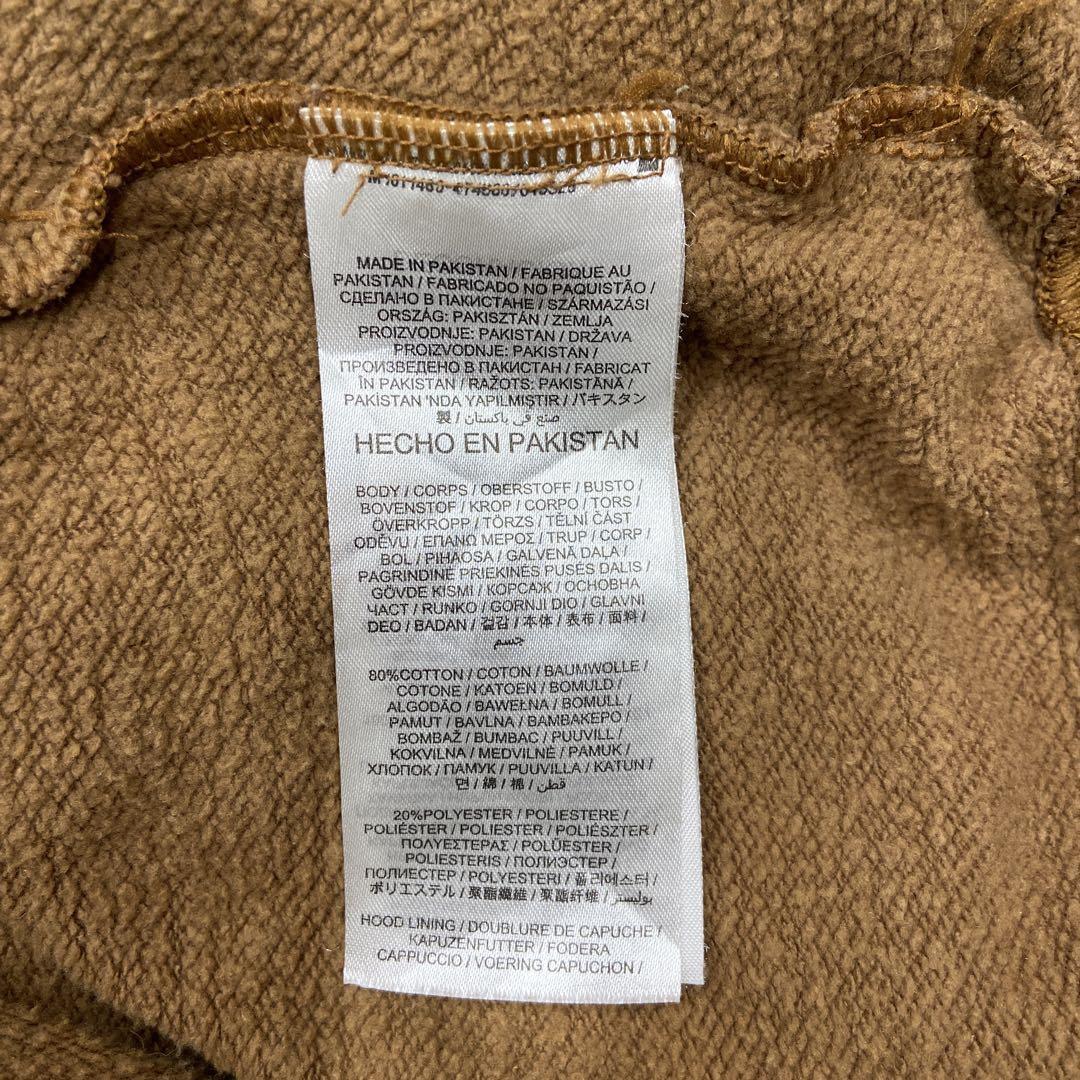 MADE IN PAKISTAN / FABRIQUE AU
PAKISTAN / FABRICADO NO PAQUISTÃO /
СДЕЛАНО В ПАКИСТАНЕ / SZÁRMAZÁSI
ORSZÁG: PAKISZTÁN / ZEMLJA
PROIZVODNJE: PAKISTAN / DRŽAVA
PROIZVODNJE: PAKISTAN /
ПРОИЗВЕДЕНО В ПАКИСТАН / FABRICAT
ÎN PAKISTAN / RAŽOTS: PAKISTĀNĀ /
PAKISTAN 'NDA YAPILMIŞTIR / パキスタン
製 / صنع في باكستان
HECHO EN PAKISTAN
BODY / CORPS / OBERSTOFF / BUSTO /
BOVENSTOF / KROP / CORPO / TORS /
ÖVERKROPP / TÖRZS / TĚLNÍ ČÁST
ODĚVU / ΕΠΑΝΩ ΜΕΡΟΣ / TRUP / CORP /
BOL / PIHAOSA / GALVENĀ DAĻA /
PAGRINDINĖ PRIEKINĖS PUSĖS DALIS /
GÖVDE KISMI / КОРСАЖ / ОСНОВНА
ЧАСТ / RUNKO / GORNJI DIO / GLAVNI
DEO / BADAN / 겉감 / 本体 / 表布 / 面料 /
جسم
80%COTTON / COTON / BAUMWOLLE /
COTONE / KATOEN / BOMULD /
ALGODÃO / BAWEŁNA / BOMULL /
PAMUT / BAVLNA / ΒΑΜΒΑΚΕΡΟ /
BOMBAŽ / BUMBAC / PUUVILL /
KOKVILNA / MEDVILNĖ / PAMUK /
ХЛОПОК / ПАМУК / PUUVILLA / KATUN /
면 / 綿 / 棉 / قطن
20%POLYESTER / POLIESTERE /
POLIÉSTER / POLIESTER / POLIÉSZTER /
ΠΟΛΥΕΣΤΕΡΑΣ / POLÜESTER /
POLIESTERIS / ПОЛИЭСТЕР /
ПОЛИЕСТЕР / POLYESTERI / 폴리에스터 /
ポリエステル / 聚酯纖維 / 聚酯纤维 / بوليستر
HOOD LINING / DOUBLURE DE CAPUCHE /
KAPUZENFUTTER / FODERA
CAPPUCCIO / VOERING CAPUCHON /